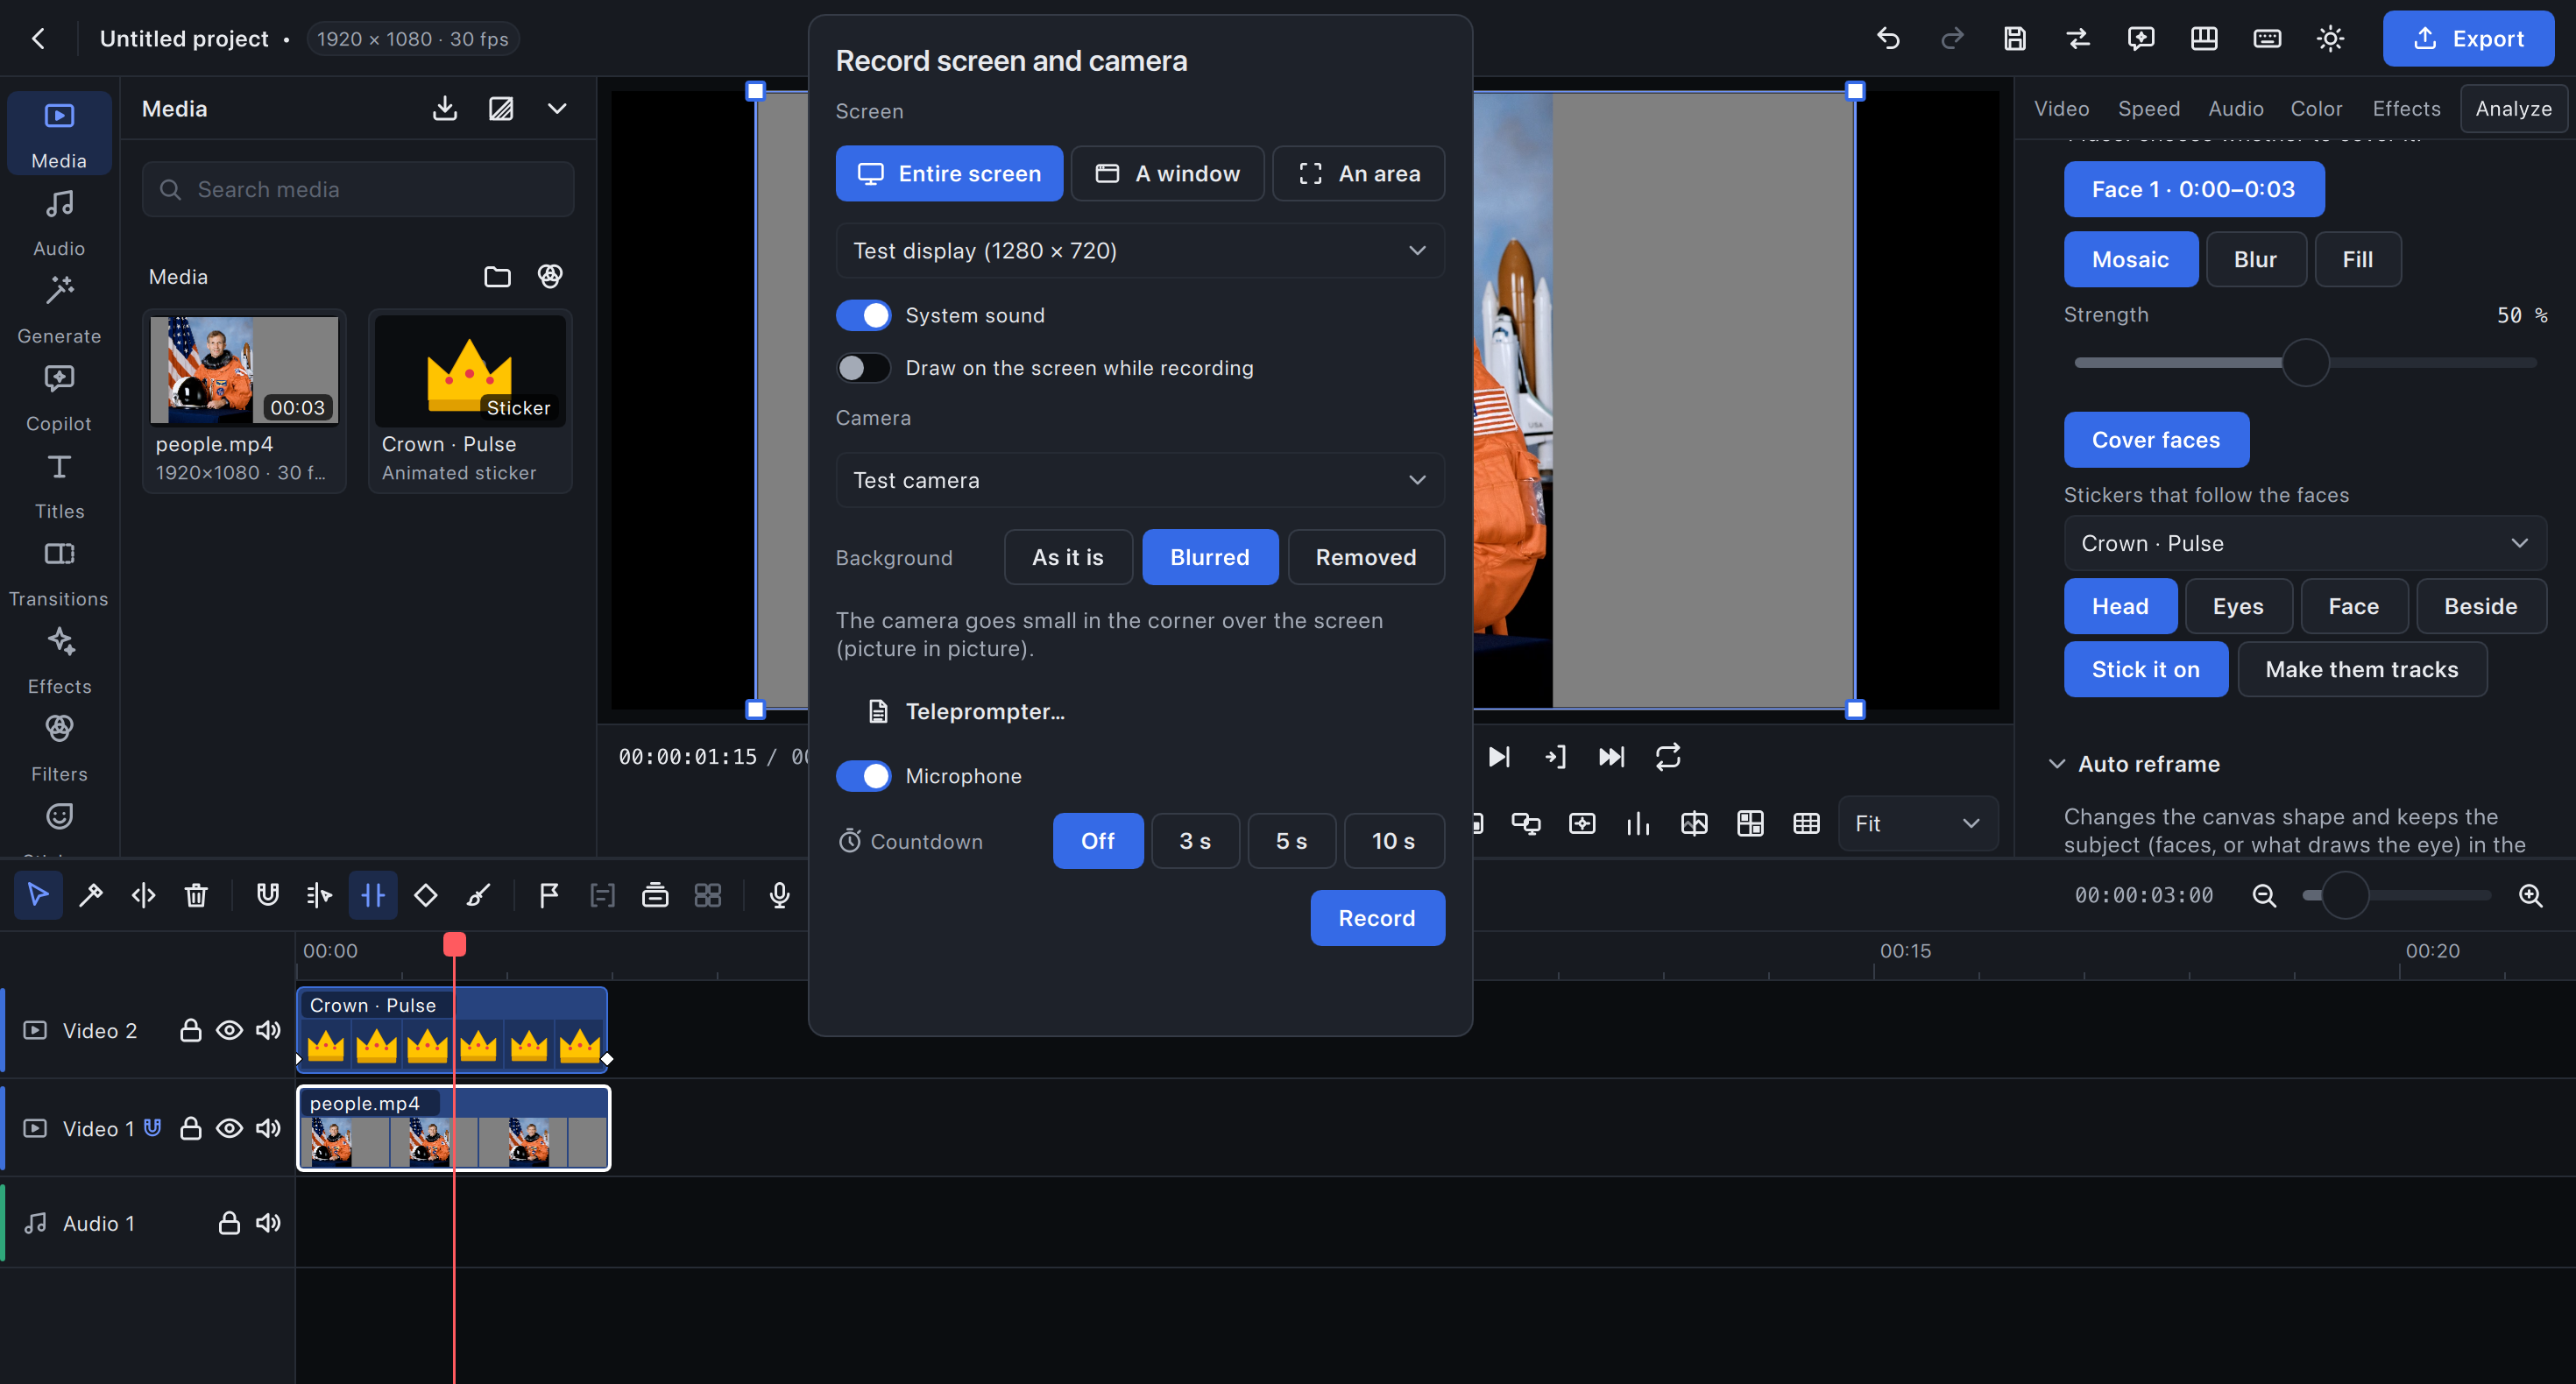 Untitled project •
1920 × 1080 · 30 fps
Export
Media
Audio
Generate
Copilot
Titles
Transitions
Effects
Filters
Media
Search media
Media
00:03
people.mp4
1920×1080 · 30 f...
Sticker
Crown · Pulse
Animated sticker
00:00:01:15 /
Record screen and camera
Screen
Entire screen
A window
An area
Test display (1280 × 720)
System sound
Draw on the screen while recording
Camera
Test camera
Background
As it is
Blurred
Removed
The camera goes small in the corner over the screen
(picture in picture).
Teleprompter...
Microphone
Countdown
Off
3 s
5 s
10 s
Record
USA
Fit
Video
Speed
Audio
Color
Effects
Analyze
Face 1 · 0:00–0:03
Mosaic
Blur
Fill
Strength
50 %
Cover faces
Stickers that follow the faces
Crown · Pulse
Head
Eyes
Face
Beside
Stick it on
Make them tracks
Auto reframe
Changes the canvas shape and keeps the
subject (faces, or what draws the eye) in the
00:00:03:00
00:00
00:15
00:20
Video 2
Crown · Pulse
Video 1
people.mp4
Audio 1